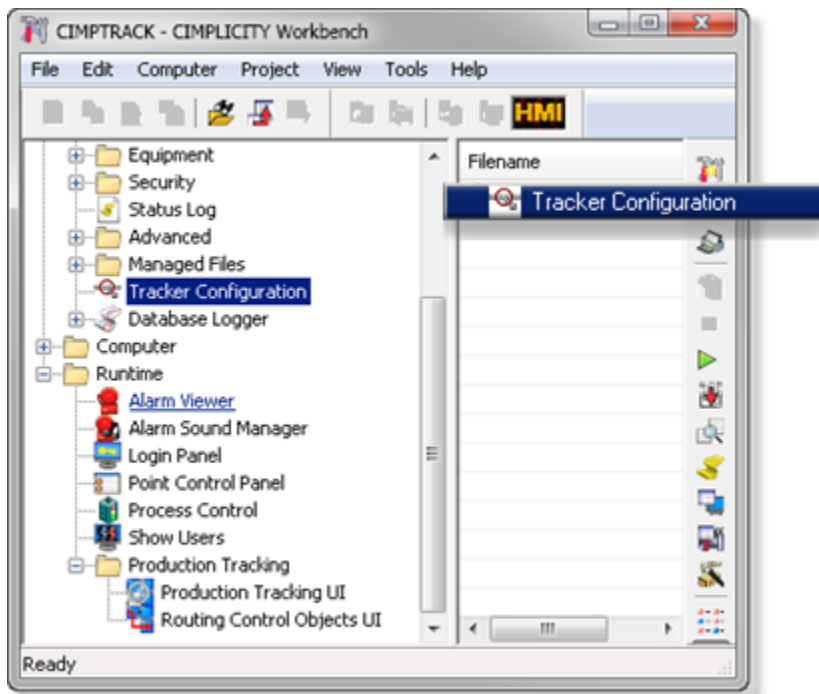 CIMPTRACK - CIMPLICITY Workbench
File Edit Computer Project View Tools Help
HMI
Equipment
Security
Status Log
Advanced
Managed Files
Tracker Configuration
Database Logger
Computer
Runtime
Alarm Viewer
Alarm Sound Manager
Login Panel
Point Control Panel
Process Control
Show Users
Production Tracking
Production Tracking UI
Routing Control Objects UI
Filename
Tracker Configuration
Ready